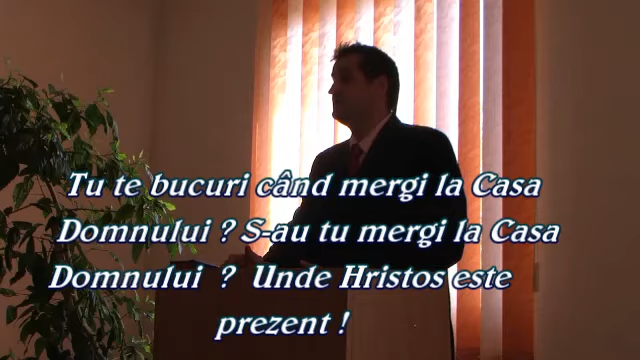 Tu te bucuri când mergi la Casa
Domnului ? S-au tu mergi la Casa
Domnului ? Unde Hristos este
prezent !